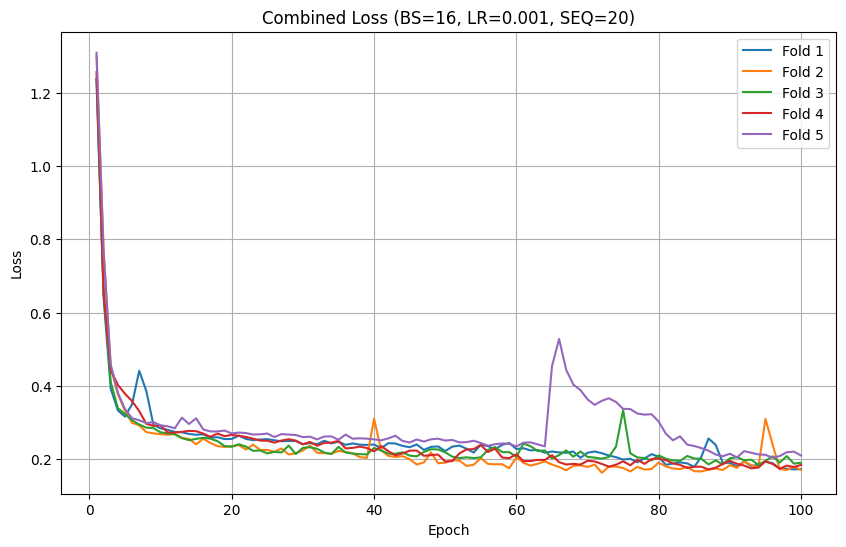 Combined Loss (BS=16, LR=0.001, SEQ=20)
Fold 1
Fold 2
Fold 3
Fold 4
Fold 5
Loss
1.2
1.0
0.8
0.6
0.4
0.2
0 20 40 60 80 100
Epoch